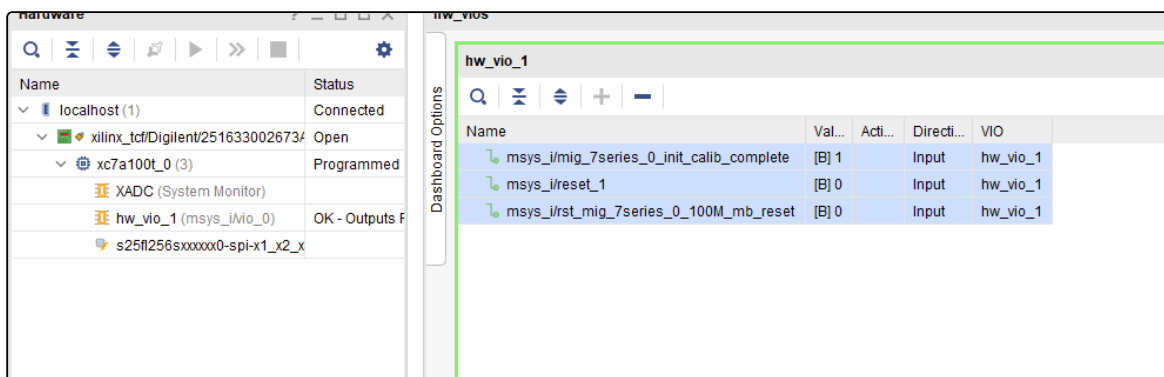 Hardware ? _ X
Name Status
localhost (1) Connected
xilinx_tcf/Digilent/251633002673A Open
xc7a100t_0 (3) Programmed
XADC (System Monitor)
hw_vio_1 (msys_i/vio_0) OK - Outputs R
s25fl256sxxxxxx0-spi-x1_x2_x
hw_vios
Dashboard Options
hw_vio_1
Name Val... Acti... Directi... VIO
msys_i/mig_7series_0_init_calib_complete [B] 1 Input hw_vio_1
msys_i/reset_1 [B] 0 Input hw_vio_1
msys_i/rst_mig_7series_0_100M_mb_reset [B] 0 Input hw_vio_1